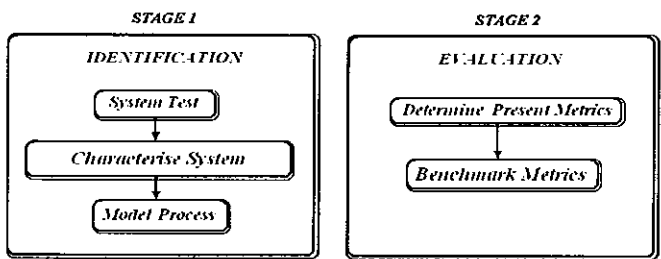 STAGE 1
IDENTIFICATION
System Test
Characterise System
Model Process
STAGE 2
EVALUATION
Determine Present Metrics
Benchmark Metrics